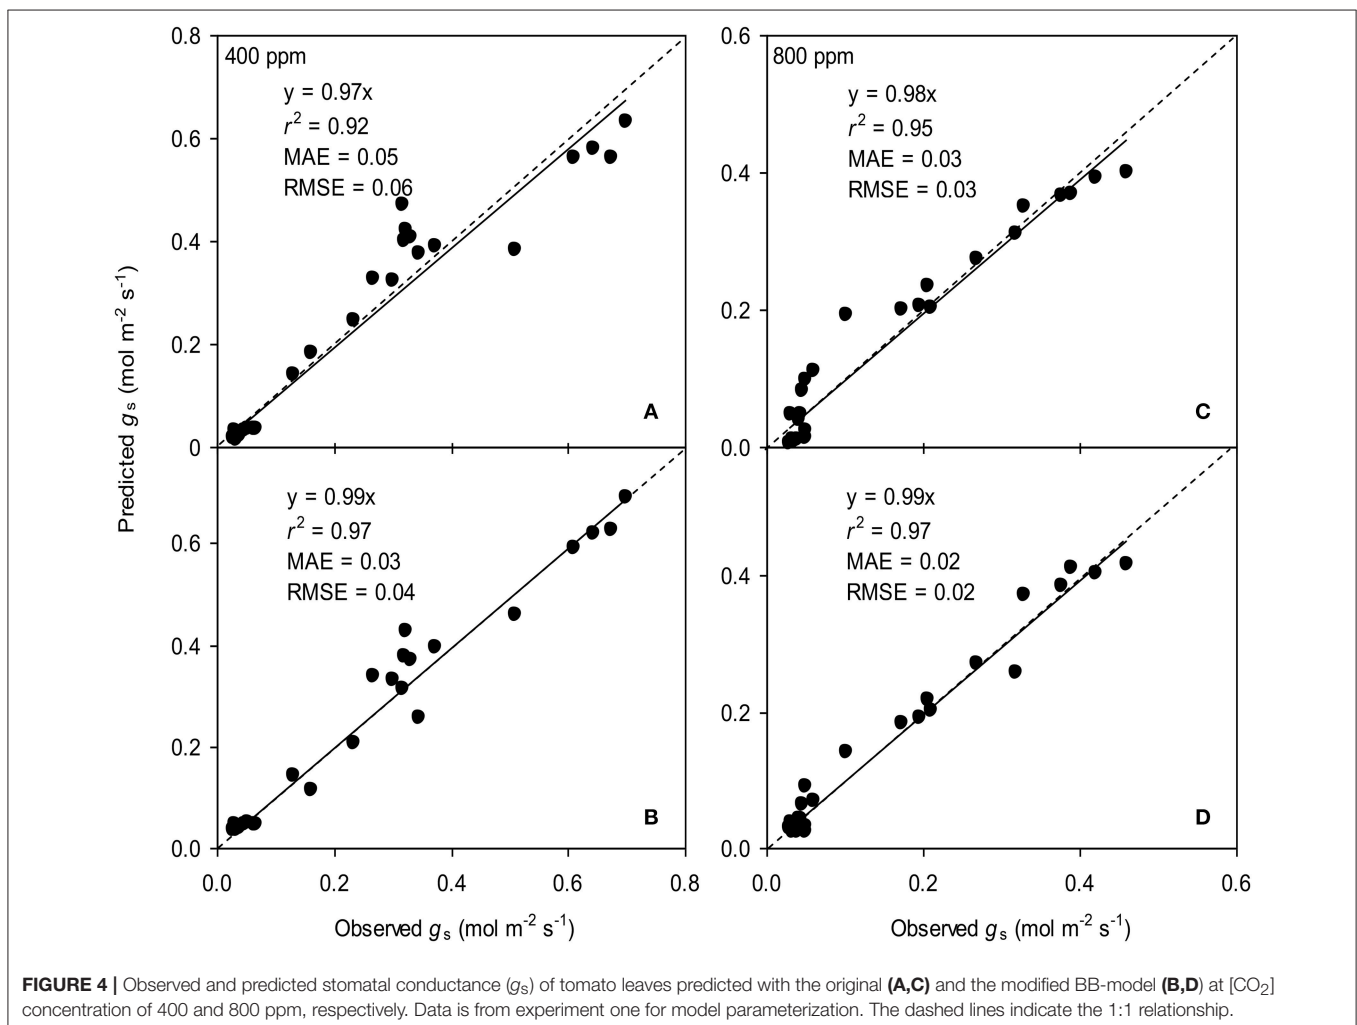 0.8
400 ppm
y = 0.97x
r² = 0.92
MAE = 0.05
RMSE = 0.06
0.6
0.4
0.2
0
A
0.6
800 ppm
y = 0.98x
r² = 0.95
MAE = 0.03
RMSE = 0.03
0.4
0.2
0.0
C
Predicted gₛ (mol m⁻² s⁻¹)
y = 0.99x
r² = 0.97
MAE = 0.03
RMSE = 0.04
0.6
0.4
0.2
0.0
B
0.0 0.2 0.4 0.6 0.8
Observed gₛ (mol m⁻² s⁻¹)
y = 0.99x
r² = 0.97
MAE = 0.02
RMSE = 0.02
0.4
0.2
0.0
D
0.0 0.2 0.4 0.6
Observed gₛ (mol m⁻² s⁻¹)
FIGURE 4 | Observed and predicted stomatal conductance (gₛ) of tomato leaves predicted with the original (A,C) and the modified BB-model (B,D) at [CO₂]
concentration of 400 and 800 ppm, respectively. Data is from experiment one for model parameterization. The dashed lines indicate the 1:1 relationship.